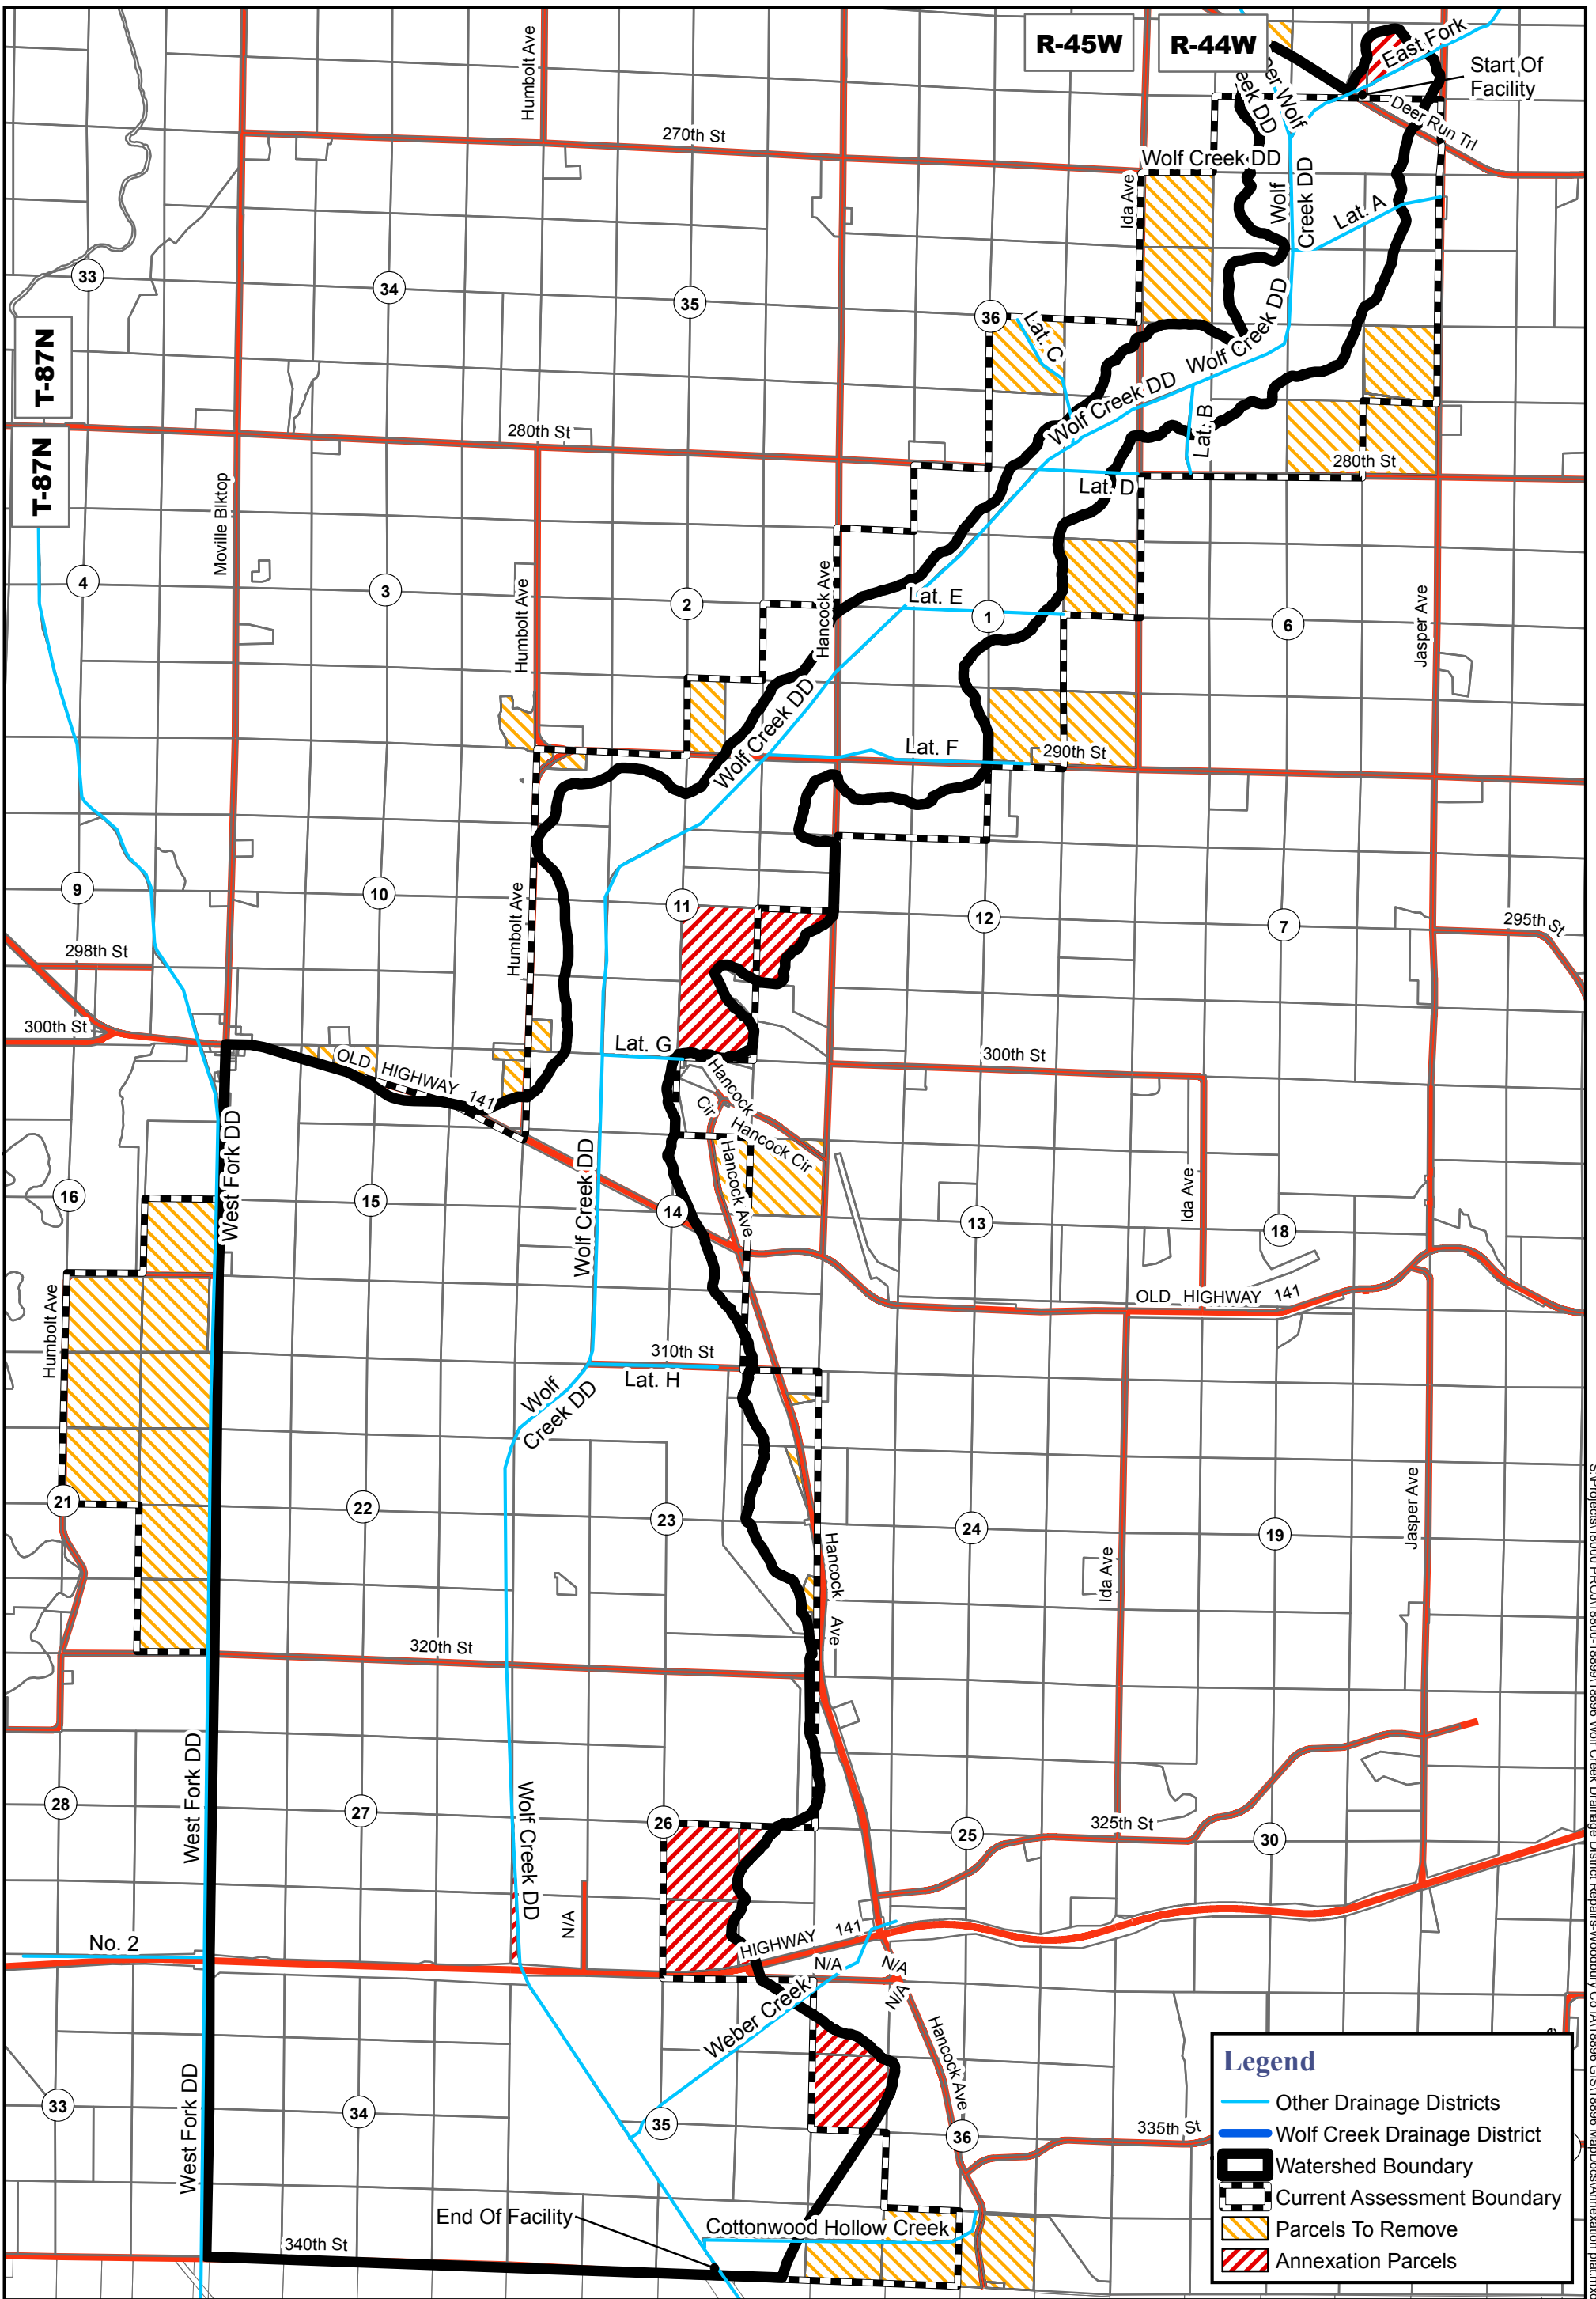 R-45W
R-44W
East Fork
Start Of
Facility
Humbolt Ave
Wolf
Deer Run Trl
270th St
Wolf Creek DD
Ida Ave
Wolf
Creek DD
Lat. A
33
34
35
36
Lat. C
T-87N
Wolf Creek DD
Wolf Creek DD
Lat. B
T-87N
280th St
280th St
Lat. D
Moville Blktop
4
3
Humbolt Ave
2
Hancock Ave
Lat. E
1
6
Jasper Ave
Wolf Creek DD
Lat. F
290th St
9
10
Humbolt Ave
11
12
7
295th St
298th St
300th St
OLD HIGHWAY 141
Lat. G
Hancock
Cir
Hancock Cir
300th St
West Fork DD
Wolf Creek DD
Hancock Ave
16
15
14
13
Ida Ave
18
OLD HIGHWAY 141
Humbolt Ave
310th St
Lat. H
Wolf
Creek DD
21
22
23
24
19
Hancock Ave
Ida Ave
Jasper Ave
320th St
West Fork DD
Wolf Creek DD
28
27
26
25
325th St
30
No. 2
N/A
HIGHWAY 141
N/A
N/A
N/A
Weber Creek
Hancock Ave
West Fork DD
33
34
35
36
335th St
End Of Facility
Cottonwood Hollow Creek
340th St
Legend
Other Drainage Districts
Wolf Creek Drainage District
Watershed Boundary
Current Assessment Boundary
Parcels To Remove
Annexation Parcels